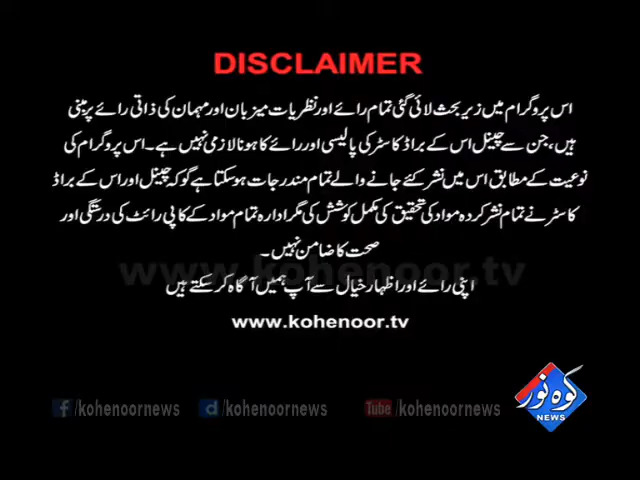 DISCLAIMER
اس پروگرام میں زیر بحث لائی گئی تمام رائے اور نظریات میزبان اور مہمان کی ذاتی رائے پر مبنی
ہیں، جن سے چینل اس کے براڈ کاسٹر کی پالیسی اور رائے کا ہونا لازمی نہیں ہے۔ اس پروگرام کی
نوعیت کے مطابق اس میں نشر کئے جانے والے تمام مندرجات ہو سکتا ہے گو کہ چینل اور اس کے براڈ
کاسٹر نے تمام نشر کردہ مواد کی تحقیق کی مکمل کوشش کی مگر ادارہ تمام مواد کے کاپی رائٹ کی درستگی اور
صحت کا ضامن نہیں۔
www.kohenoor.tv
اپنی رائے اور اظہار خیال سے آپ ہمیں آگاہ کر سکتے ہیں
www.kohenoor.tv
f/kohenoornews d/kohenoornews YouTube/kohenoornews
کوہ نور
NEWS